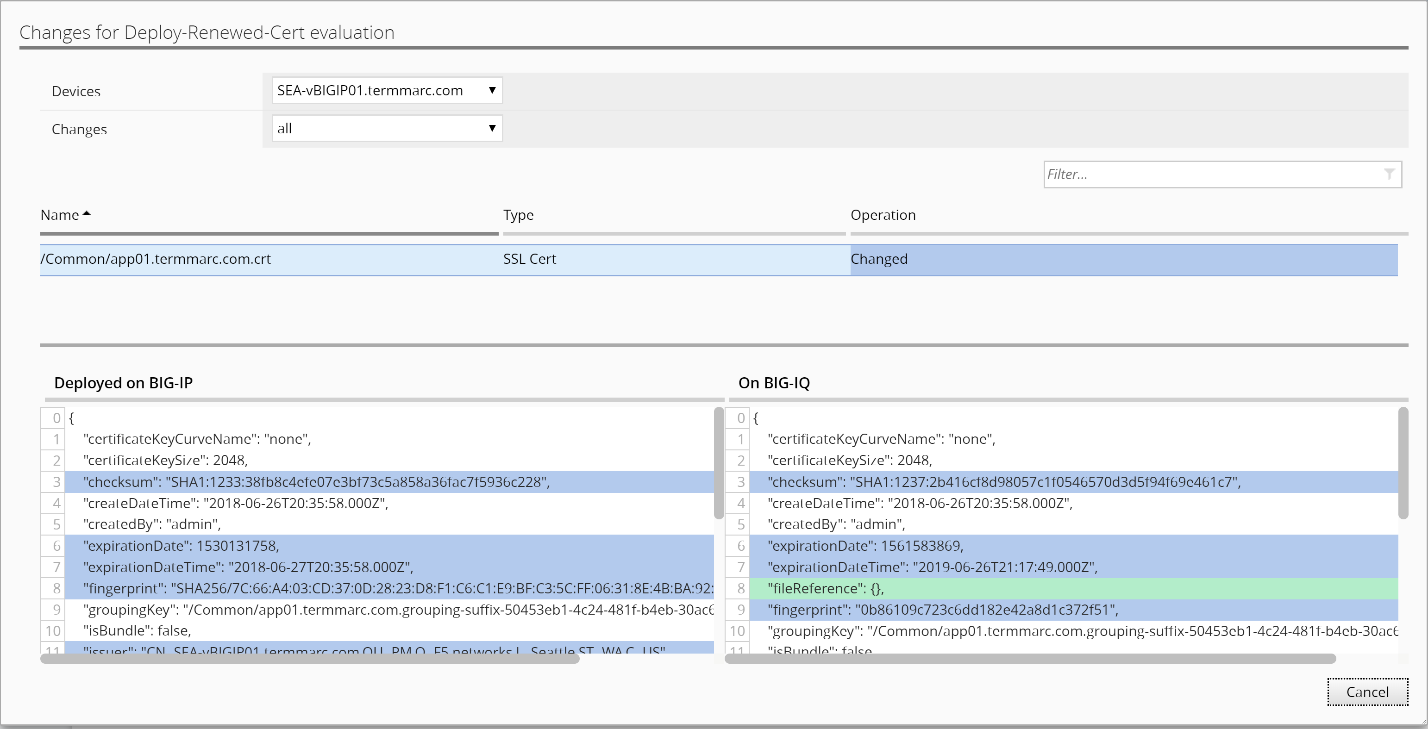 Changes for Deploy-Renewed-Cert evaluation
Devices
SEA-vBIGIP01.termmarc.com
Changes
all
Filter...
Name Type Operation
/Common/app01.termmarc.com.crt SSL Cert Changed
Deployed on BIG-IP
0 {
1 "certificateKeyCurveName": "none",
2 "certificateKeySize": 2048,
3 "checksum": "SHA1:1233:38fb8c4efe07e3bf73c5a858a36fac7f5936c228",
4 "createDateTime": "2018-06-26T20:35:58.000Z",
5 "createdBy": "admin",
6 "expirationDate": 1530131758,
7 "expirationDateTime": "2018-06-27T20:35:58.000Z",
8 "fingerprint": "SHA256/7C:66:A4:03:CD:37:0D:28:23:D8:F1:C6:C1:E9:BF:C3:5C:FF:06:31:8E:4B:BA:92:
9 "groupingKey": "/Common/app01.termmarc.com.grouping-suffix-50453eb1-4c24-481f-b4eb-30ac6
10 "isBundle": false,
11 "issuer": "CN=SEA-vBIGIP01.termmarc.com,OU=PM,O=F5 networks,L=Seattle,ST=WA,C=US"
On BIG-IQ
0 {
1 "certificateKeyCurveName": "none",
2 "certificateKeySize": 2048,
3 "checksum": "SHA1:1237:2b416cf8d98057c1f0546570d3d5f94f69e461c7",
4 "createDateTime": "2018-06-26T20:35:58.000Z",
5 "createdBy": "admin",
6 "expirationDate": 1561583869,
7 "expirationDateTime": "2019-06-26T21:17:49.000Z",
8 "fileReference": {},
9 "fingerprint": "0b86109c723c6dd182e42a8d1c372f51",
10 "groupingKey": "/Common/app01.termmarc.com.grouping-suffix-50453eb1-4c24-481f-b4eb-30ac6
11 "isBundle": false
Cancel